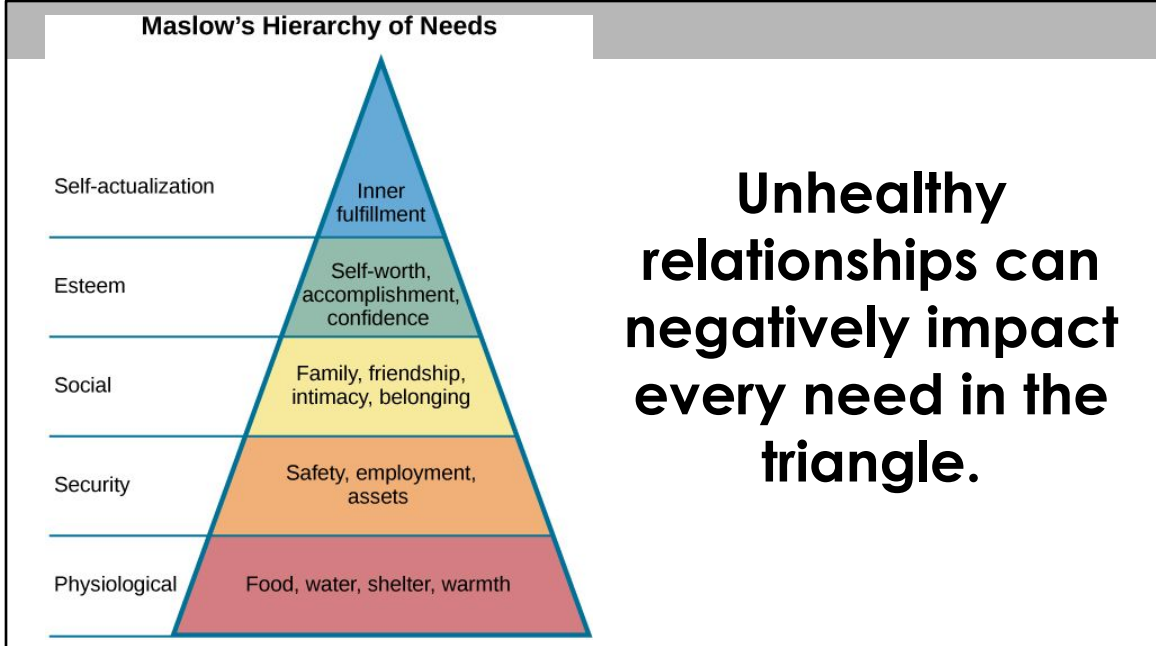 Maslow's Hierarchy of Needs
Self-actualization
Inner
fulfillment
Esteem
Self-worth,
accomplishment,
confidence
Social
Family, friendship,
intimacy, belonging
Security
Safety, employment,
assets
Physiological
Food, water, shelter, warmth
Unhealthy
relationships can
negatively impact
every need in the
triangle.